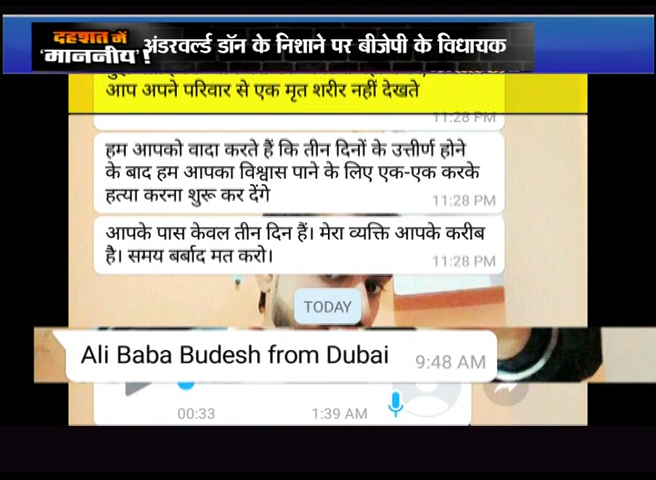 दहशत में
'माननीय'!
अंडरवर्ल्ड डॉन के निशाने पर बीजेपी के विधायक
आप अपने परिवार से एक मृत शरीर नहीं देखते
11:28 PM
हम आपको वादा करते हैं कि तीन दिनों के उत्तीर्ण होने
के बाद हम आपका विश्वास पाने के लिए एक-एक करके
हत्या करना शुरू कर देंगे
11:28 PM
आपके पास केवल तीन दिन हैं। मेरा व्यक्ति आपके करीब
है। समय बर्बाद मत करो।
11:28 PM
TODAY
Ali Baba Budesh from Dubai
9:48 AM
00:33
1:39 AM